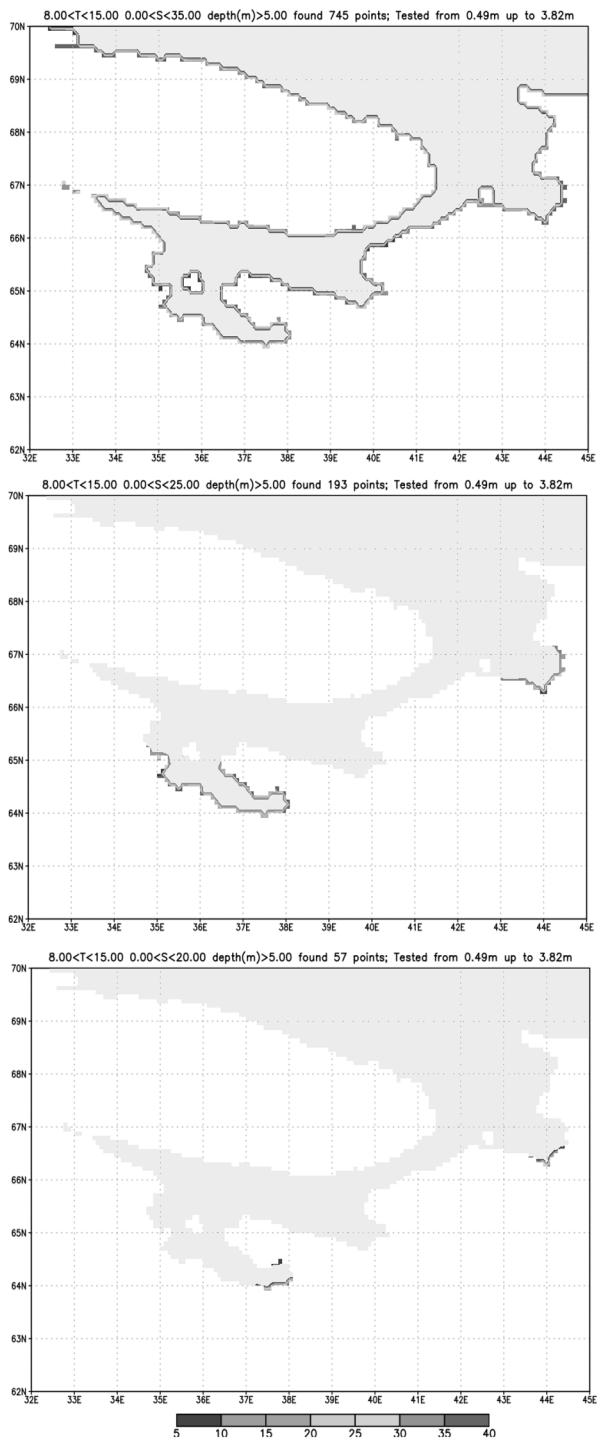 8.00<T<15.00 0.00<S<35.00 depth(m)>5.00 found 745 points; Tested from 0.49m up to 3.82m
70N
69N
68N
67N
66N
65N
64N
63N
62N
32E 33E 34E 35E 36E 37E 38E 39E 40E 41E 42E 43E 44E 45E
8.00<T<15.00 0.00<S<25.00 depth(m)>5.00 found 193 points; Tested from 0.49m up to 3.82m
70N
69N
68N
67N
66N
65N
64N
63N
62N
32E 33E 34E 35E 36E 37E 38E 39E 40E 41E 42E 43E 44E 45E
8.00<T<15.00 0.00<S<20.00 depth(m)>5.00 found 57 points; Tested from 0.49m up to 3.82m
70N
69N
68N
67N
66N
65N
64N
63N
62N
32E 33E 34E 35E 36E 37E 38E 39E 40E 41E 42E 43E 44E 45E
5 10 15 20 25 30 35 40